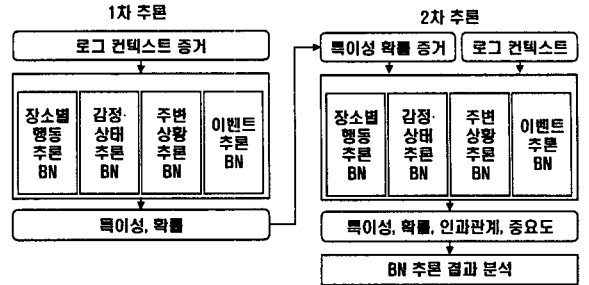 1차 추론
로그 컨텍스트 증거
장소별
행동
추론
BN
감정·
상태
추론
BN
주변
상황
추론
BN
이벤트
추론
BN
특이성, 확률
2차 추론
특이성 확률 증거
로그 컨텍스트
장소별
행동
추론
BN
감정·
상태
추론
BN
주변
상황
추론
BN
이벤트
추론
BN
특이성, 확률, 인과관계, 중요도
BN 추론 결과 분석